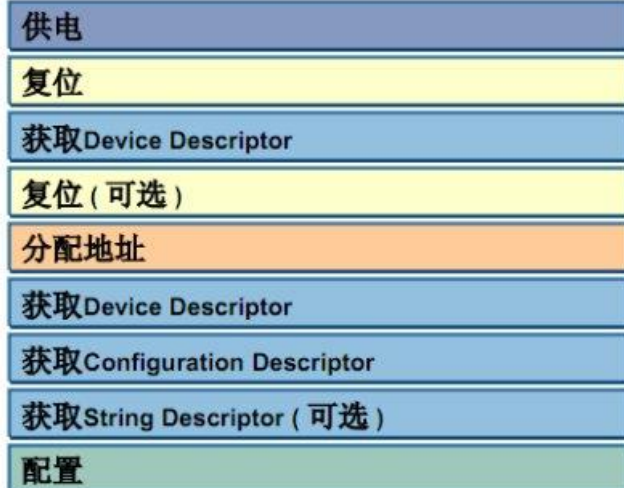 供电
复位
获取Device Descriptor
复位 ( 可选 )
分配地址
获取Device Descriptor
获取Configuration Descriptor
获取String Descriptor ( 可选 )
配置